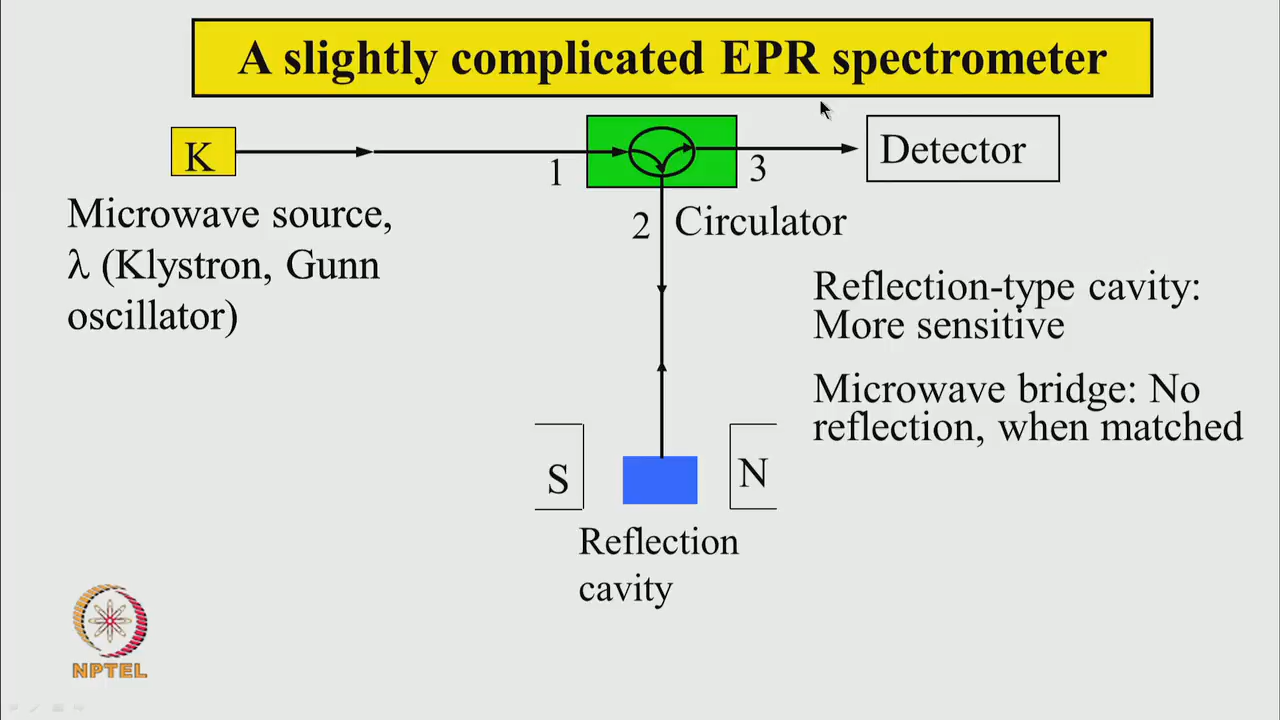 A slightly complicated EPR spectrometer
K
1
3
Detector
Microwave source,
λ (Klystron, Gunn
oscillator)
2
Circulator
Reflection-type cavity:
More sensitive
Microwave bridge: No
reflection, when matched
S
N
Reflection
cavity
NPTEL